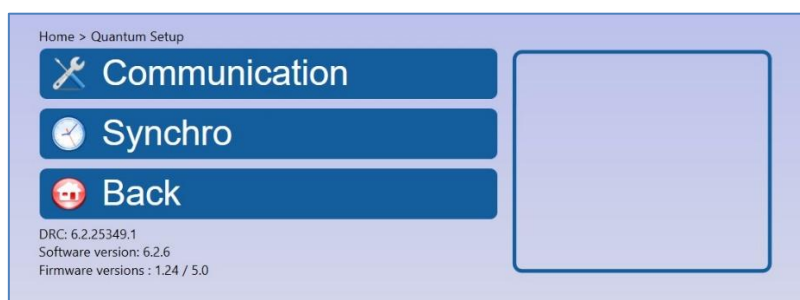 Home > Quantum Setup
Communication
Synchro
Back
DRC: 6.2.25349.1
Software version: 6.2.6
Firmware versions : 1.24 / 5.0